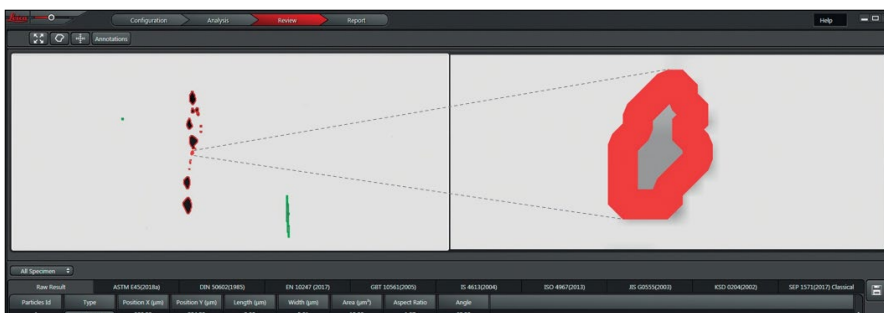 Leica Configuration Analysis Review Report Help
Annotations
All Specimen
Raw Result ASTM E45(2018a) DIN 50602(1985) EN 10247 (2017) GBT 10561(2005) IS 4613(2004) ISO 4967(2013) JIS G0555(2003) KSD 0204(2002) SEP 1571(2017) Classical
Particles Id Type Position X (µm) Position Y (µm) Length (µm) Width (µm) Area (µm²) Aspect Ratio Angle